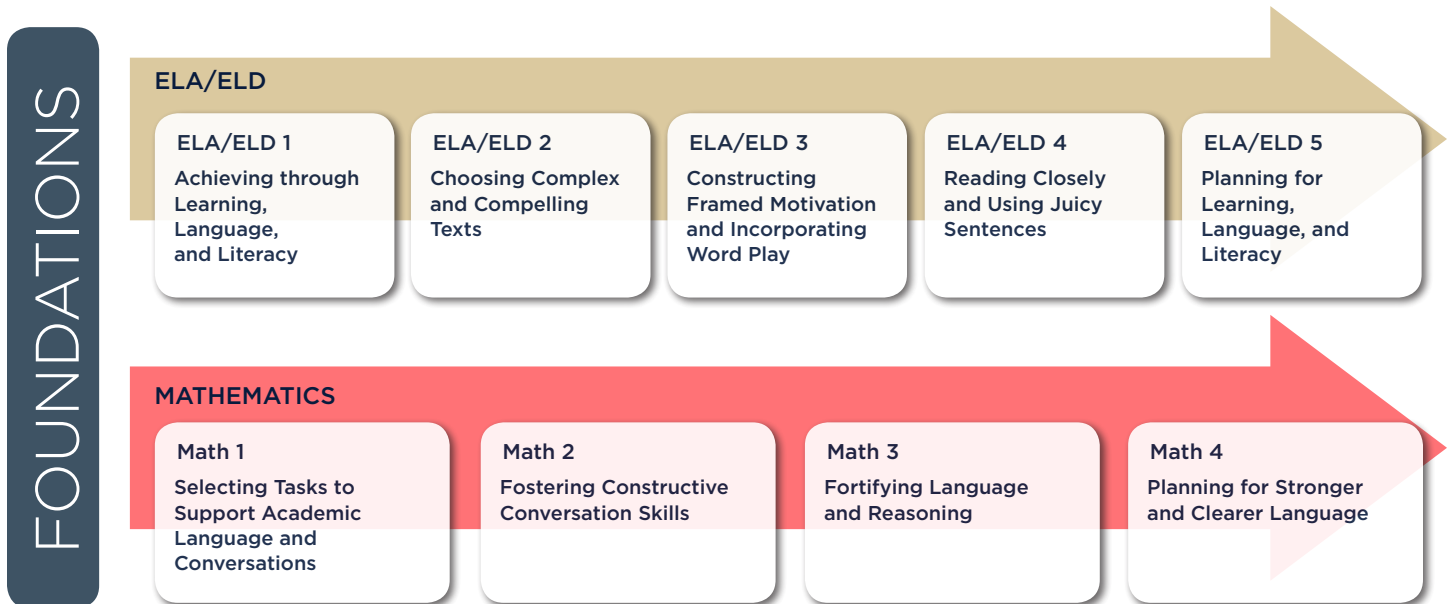 FOUNDATIONS
ELA/ELD
ELA/ELD 1
Achieving through
Learning,
Language,
and Literacy
ELA/ELD 2
Choosing Complex
and Compelling
Texts
ELA/ELD 3
Constructing
Framed Motivation
and Incorporating
Word Play
ELA/ELD 4
Reading Closely
and Using Juicy
Sentences
ELA/ELD 5
Planning for
Learning,
Language, and
Literacy
MATHEMATICS
Math 1
Selecting Tasks to
Support Academic
Language and
Conversations
Math 2
Fostering Constructive
Conversation Skills
Math 3
Fortifying Language
and Reasoning
Math 4
Planning for Stronger
and Clearer Language